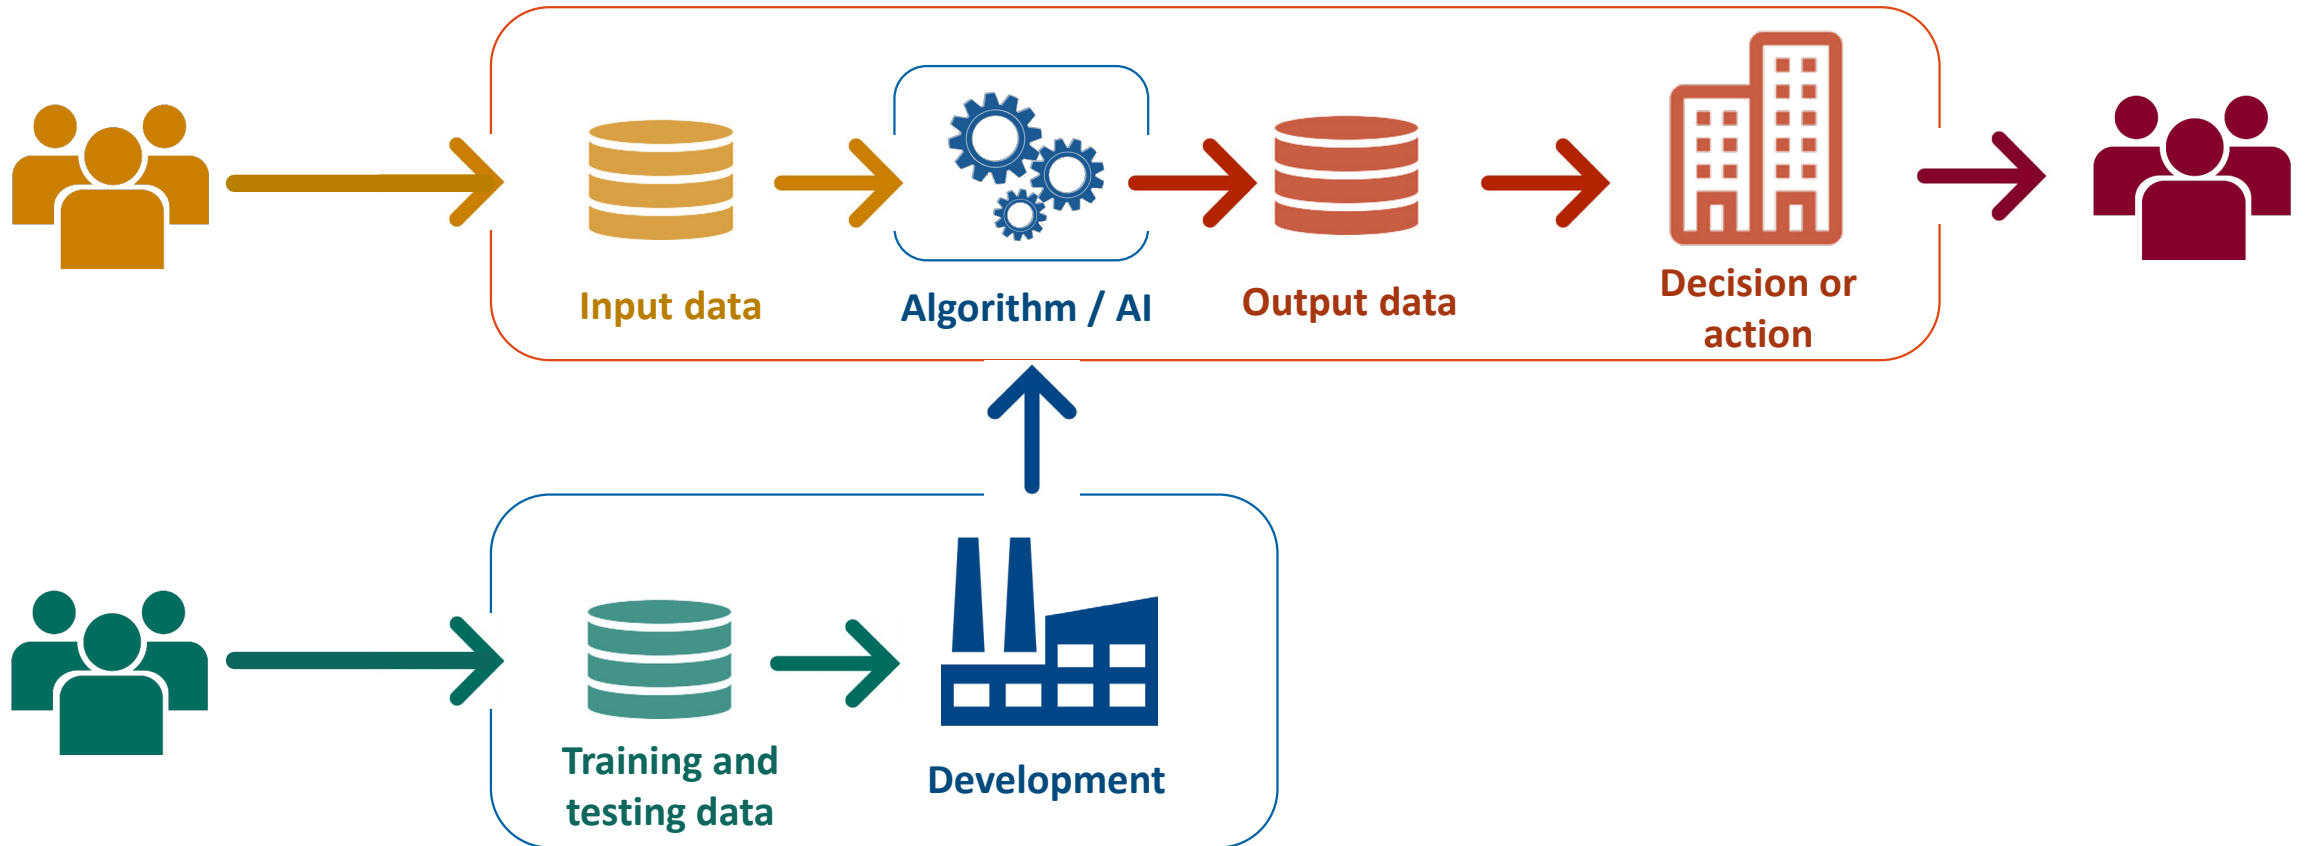 Input data
Algorithm / AI
Output data
Decision or
action
Training and
testing data
Development